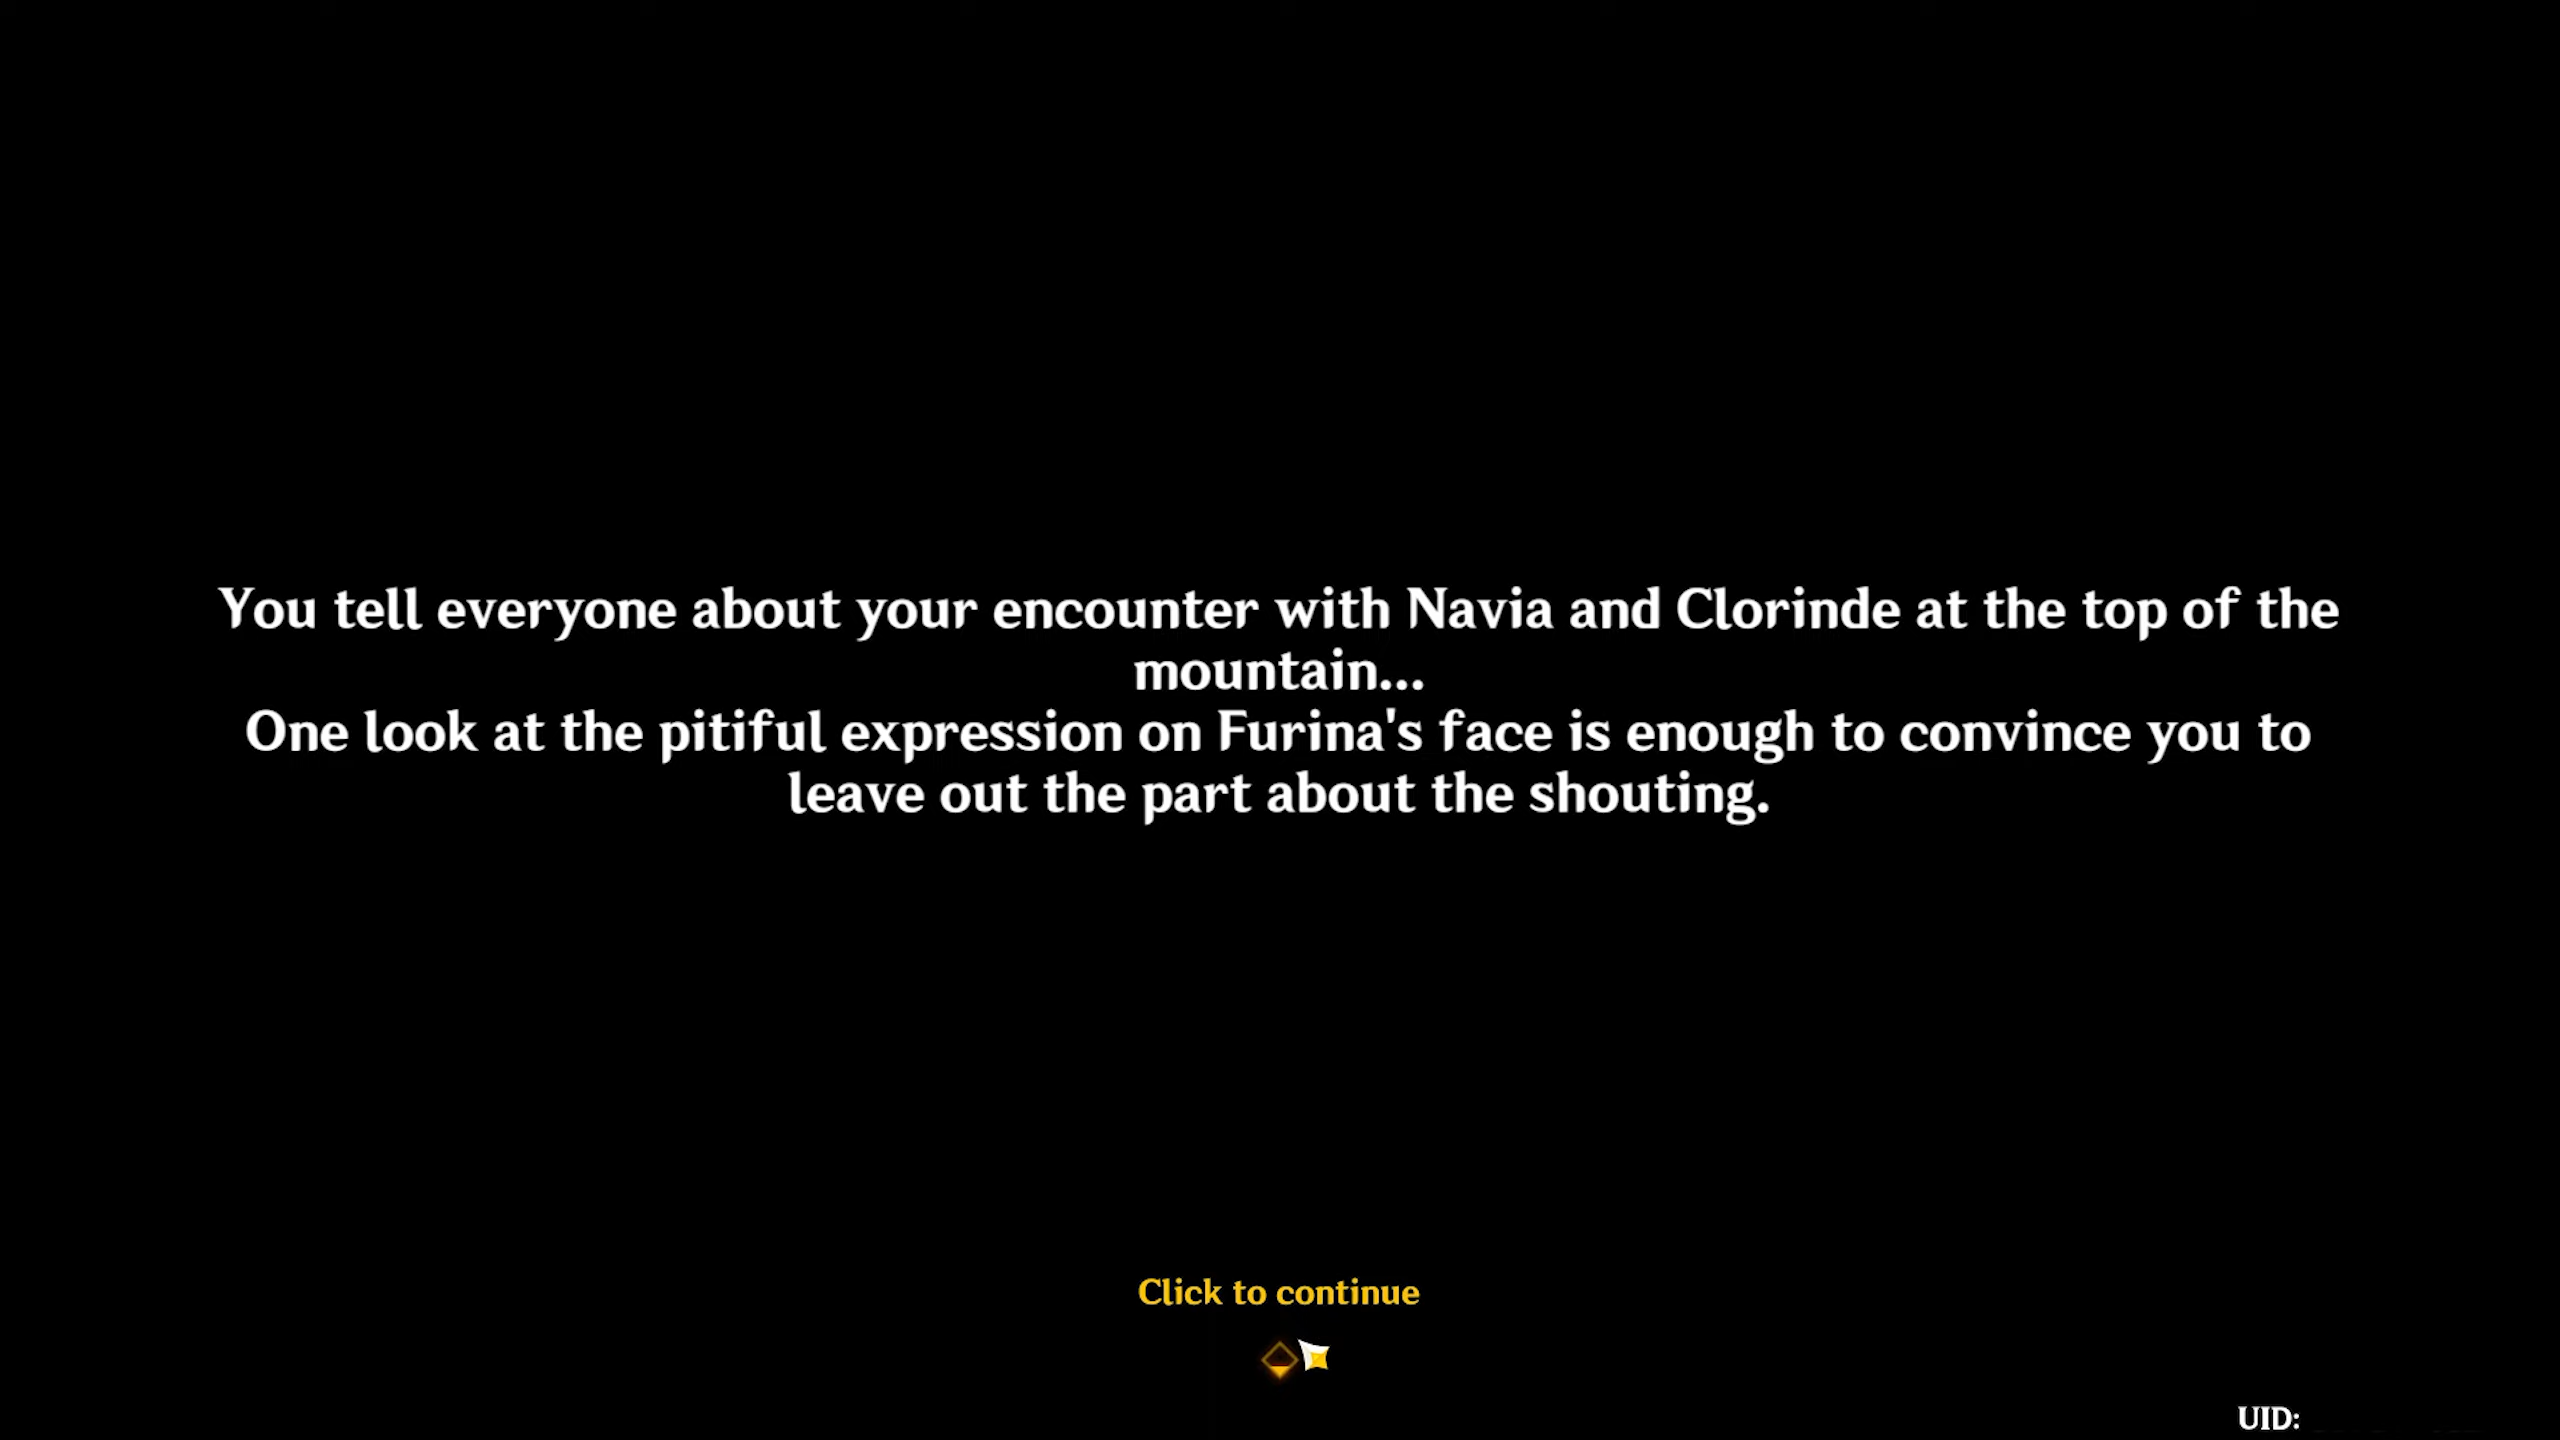 You tell everyone about your encounter with Navia and Clorinde at the top of the
mountain...
One look at the pitiful expression on Furina's face is enough to convince you to
leave out the part about the shouting.
Click to continue
UID: